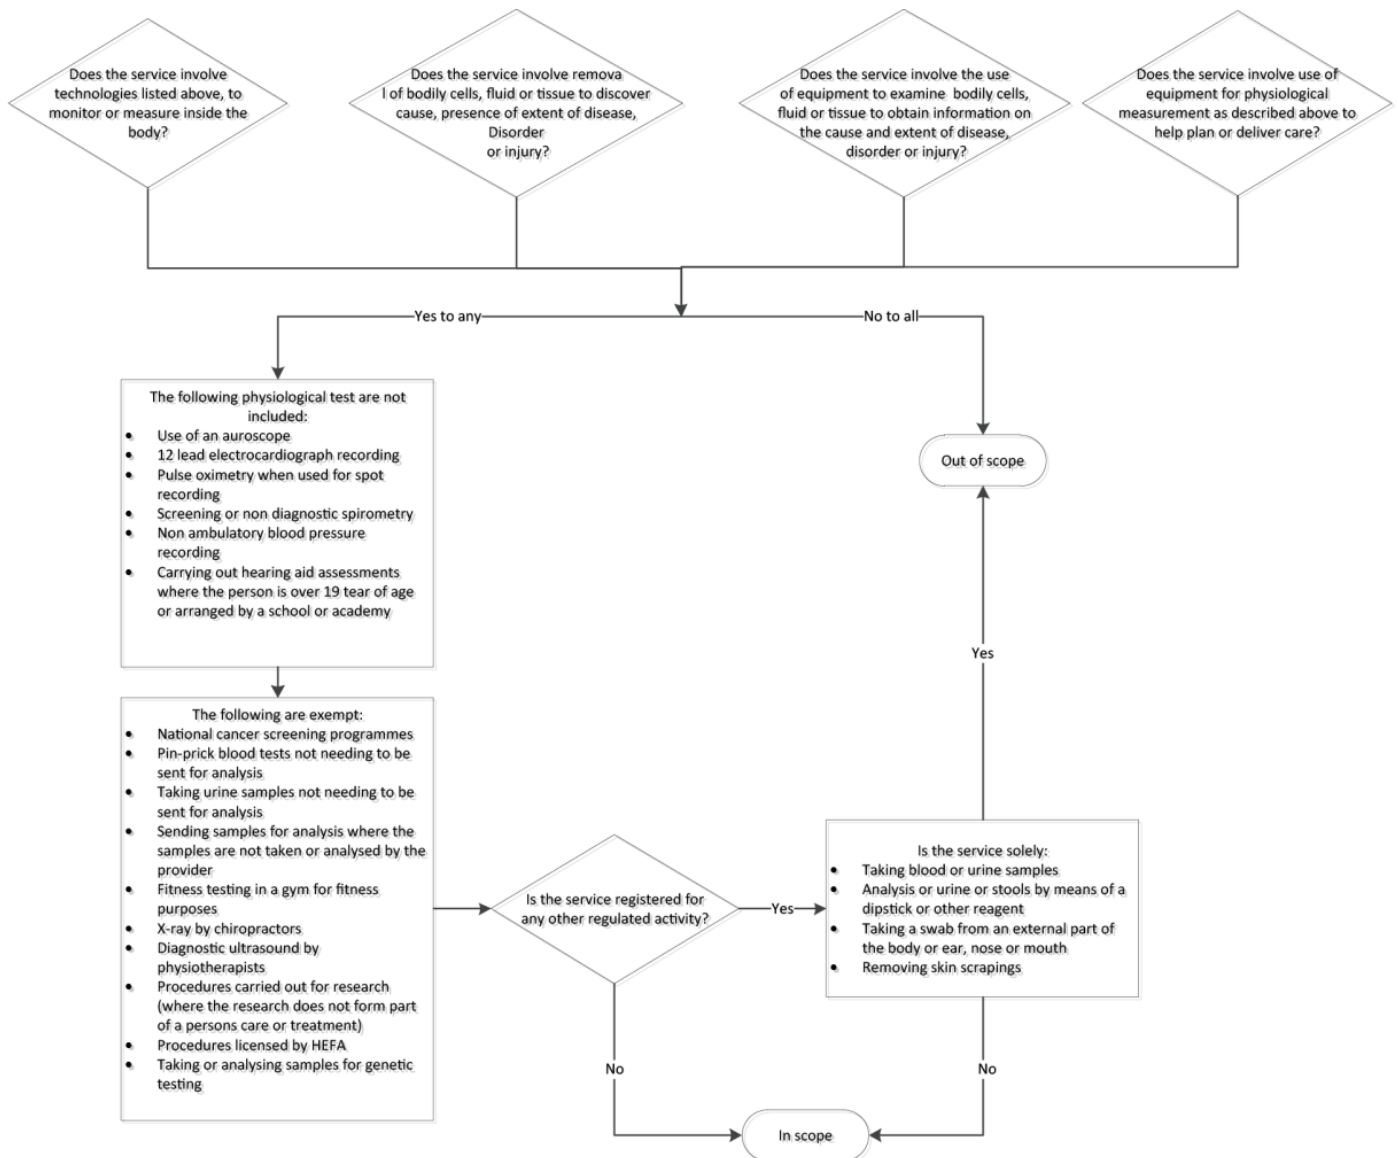 Does the service involve
technologies listed above, to
monitor or measure inside the
body?
Does the service involve remova
l of bodily cells, fluid or tissue to discover
cause, presence of extent of disease,
Disorder
or injury?
Does the service involve the use
of equipment to examine bodily cells,
fluid or tissue to obtain information on
the cause and extent of disease,
disorder or injury?
Does the service involve use of
equipment for physiological
measurement as described above to
help plan or deliver care?
Yes to any
No to all
The following physiological test are not
included:
• Use of an auroscope
• 12 lead electrocardiograph recording
• Pulse oximetry when used for spot
recording
• Screening or non diagnostic spirometry
• Non ambulatory blood pressure
recording
• Carrying out hearing aid assessments
where the person is over 19 tear of age
or arranged by a school or academy
Out of scope
Yes
The following are exempt:
• National cancer screening programmes
• Pin-prick blood tests not needing to be
sent for analysis
• Taking urine samples not needing to be
sent for analysis
• Sending samples for analysis where the
samples are not taken or analysed by the
provider
• Fitness testing in a gym for fitness
purposes
• X-ray by chiropractors
• Diagnostic ultrasound by
physiotherapists
• Procedures carried out for research
(where the research does not form part
of a persons care or treatment)
• Procedures licensed by HEFA
• Taking or analysing samples for genetic
testing
Is the service registered for
any other regulated activity?
Yes
Is the service solely:
• Taking blood or urine samples
• Analysis or urine or stools by means of a
dipstick or other reagent
• Taking a swab from an external part of
the body or ear, nose or mouth
• Removing skin scrapings
No
No
In scope